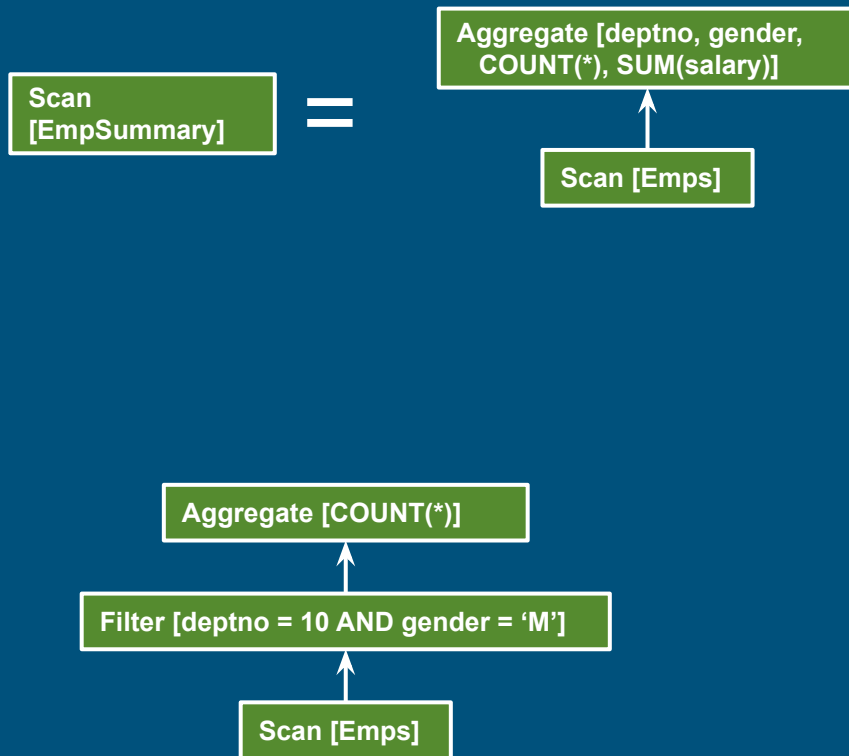 Aggregate [deptno, gender,
COUNT(*), SUM(salary)]
Scan
[EmpSummary]
=
Scan [Emps]
Aggregate [COUNT(*)]
Filter [deptno = 10 AND gender = ‘M’]
Scan [Emps]